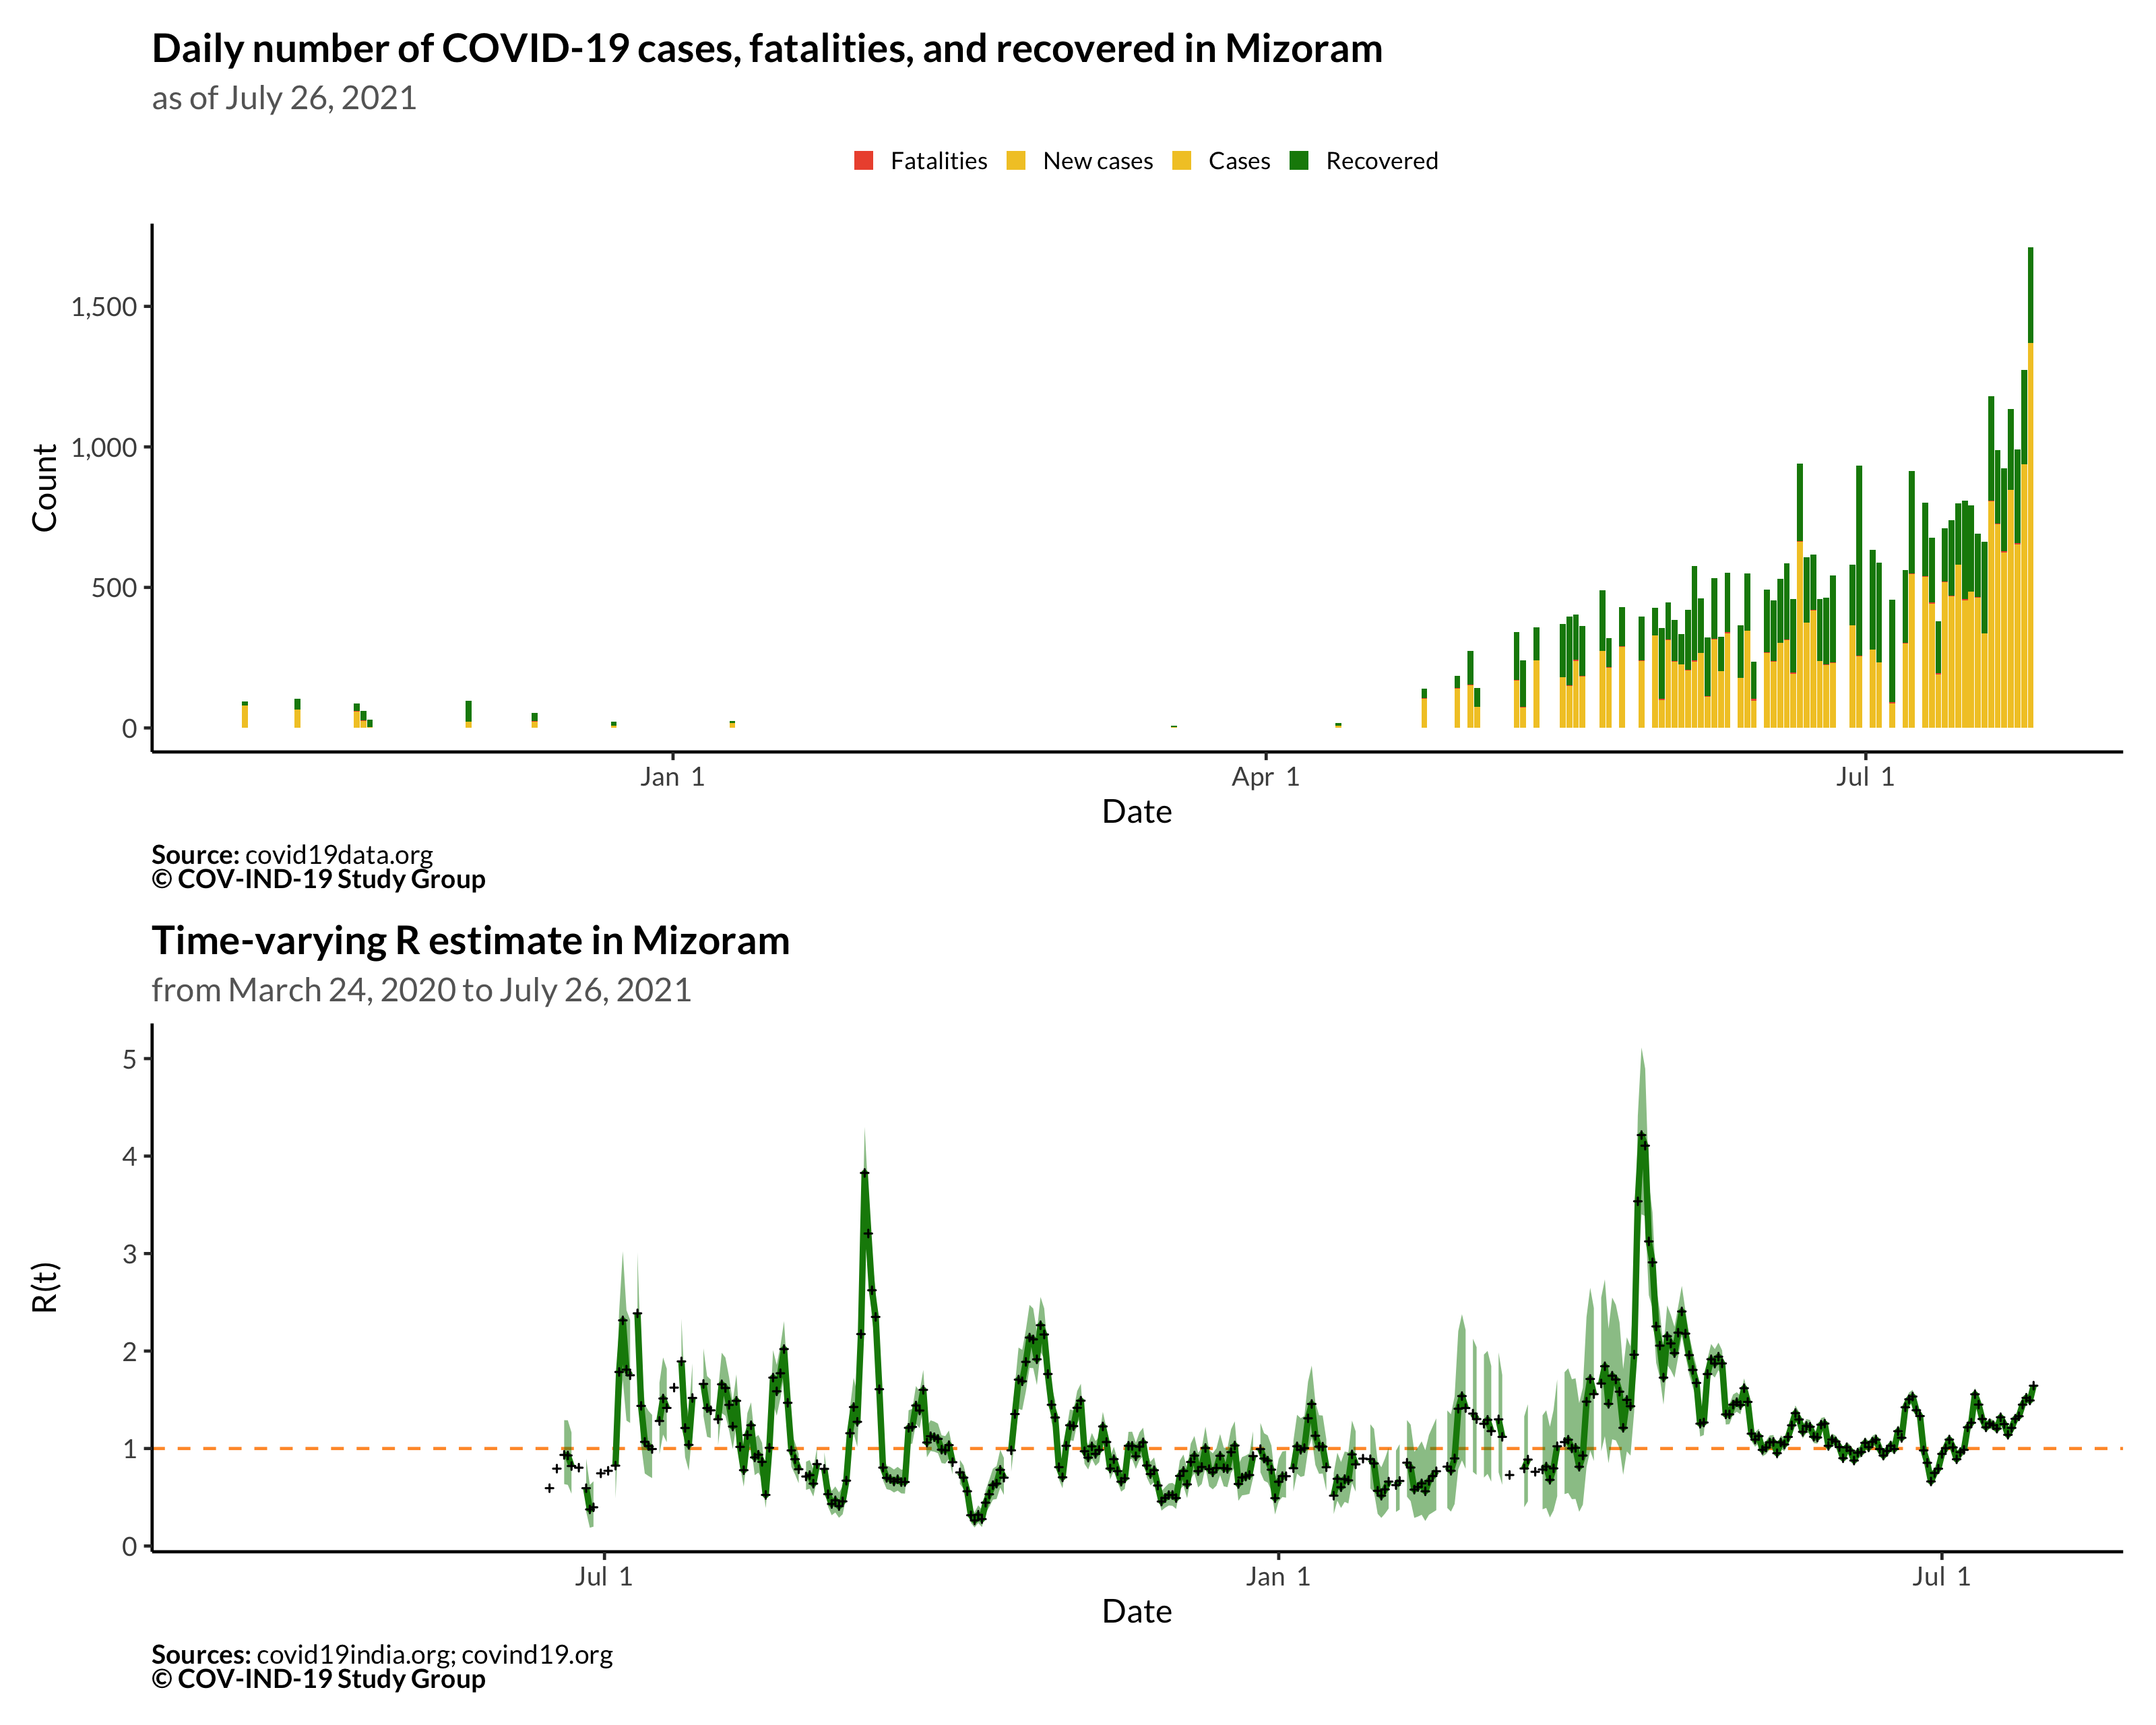 Daily number of COVID-19 cases, fatalities, and recovered in Mizoram
as of July 26, 2021
Fatalities New cases Cases Recovered
Count
1,500
1,000
500
0
Jan 1 Apr 1 Jul 1
Date
Source: covid19data.org
© COV-IND-19 Study Group
Time-varying R estimate in Mizoram
from March 24, 2020 to July 26, 2021
R(t)
5
4
3
2
1
0
Jul 1 Jan 1 Jul 1
Date
Sources: covid19india.org; covind19.org
© COV-IND-19 Study Group